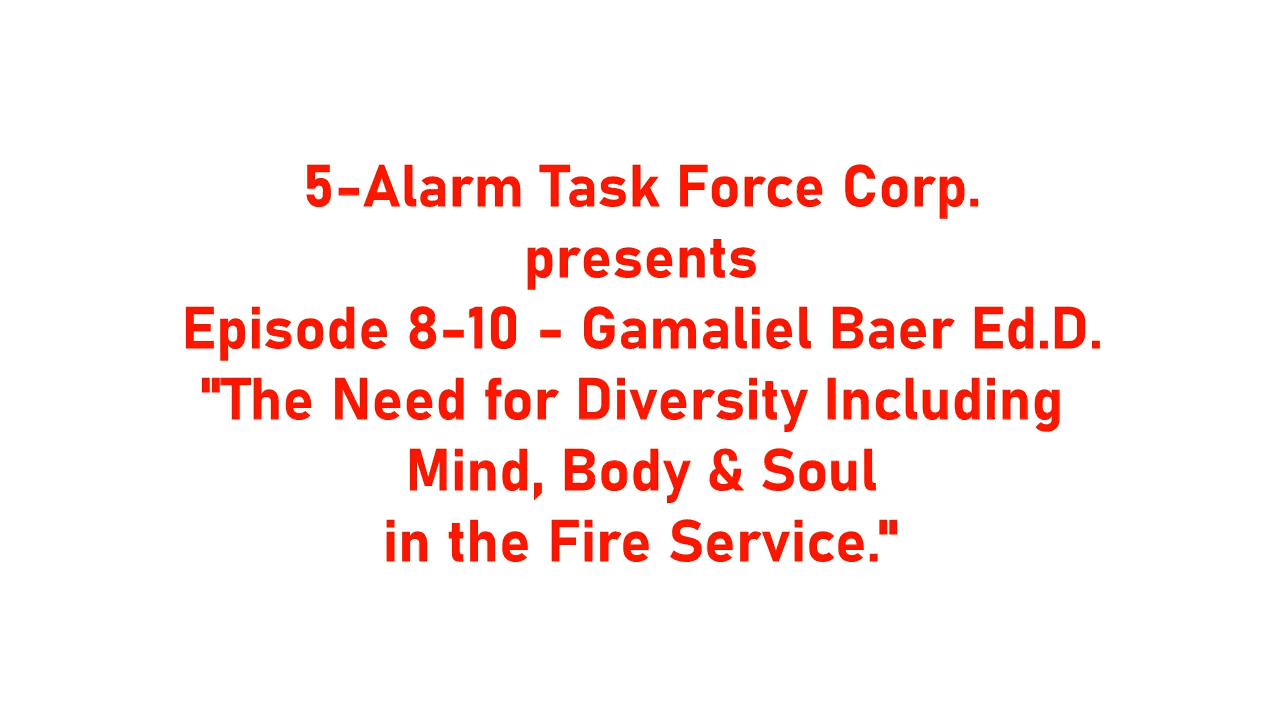 5-Alarm Task Force Corp.
presents
Episode 8-10 - Gamaliel Baer Ed.D.
"The Need for Diversity Including
Mind, Body & Soul
in the Fire Service."